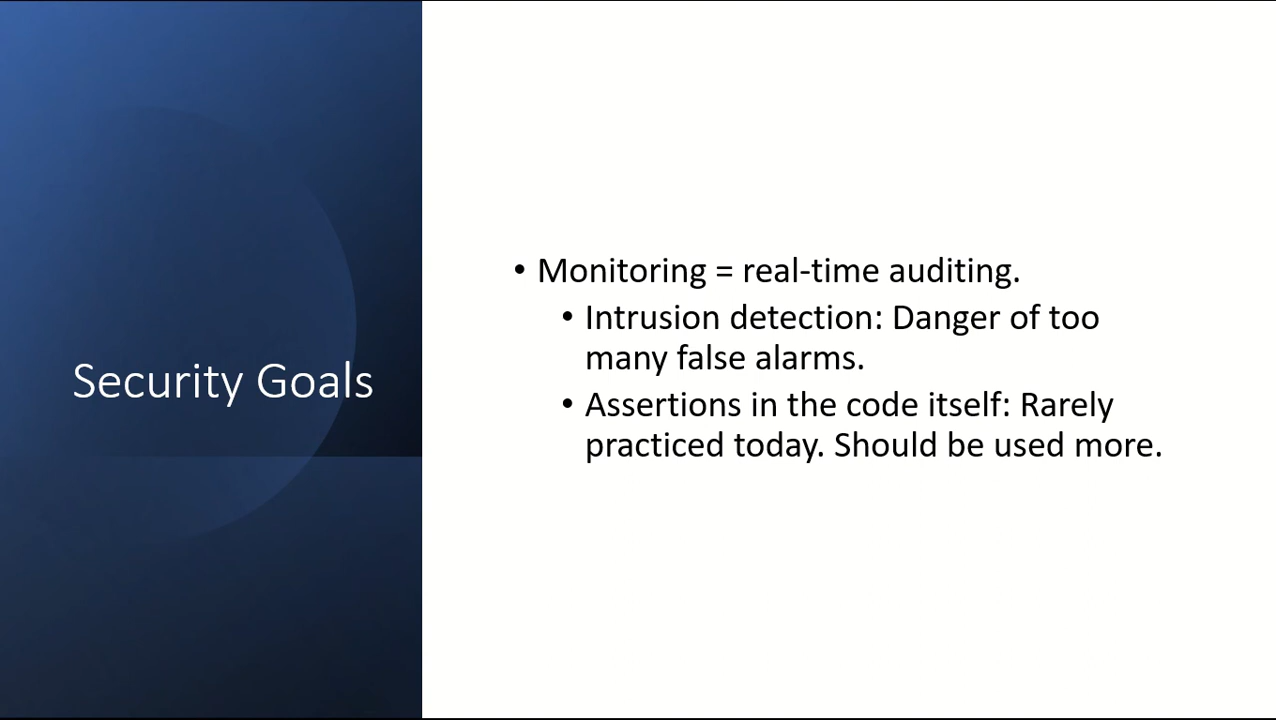 Security Goals
• Monitoring = real-time auditing.
• Intrusion detection: Danger of too
many false alarms.
• Assertions in the code itself: Rarely
practiced today. Should be used more.